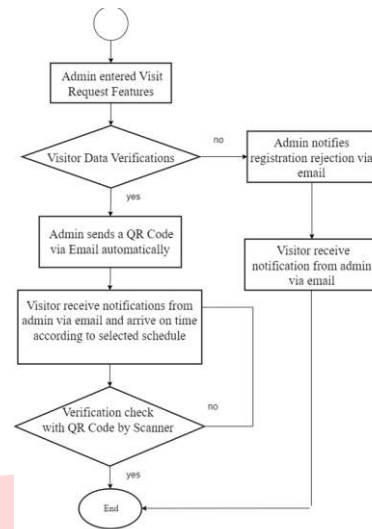 Admin entered Visit
Request Features
Visitor Data Verifications
no
Admin notifies
registration rejection via
email
yes
Admin sends a QR Code
via Email automatically
Visitor receive
notification from admin
via email
Visitor receive notifications from
admin via email and arrive on time
according to selected schedule
Verification check
with QR Code by Scanner
no
yes
End